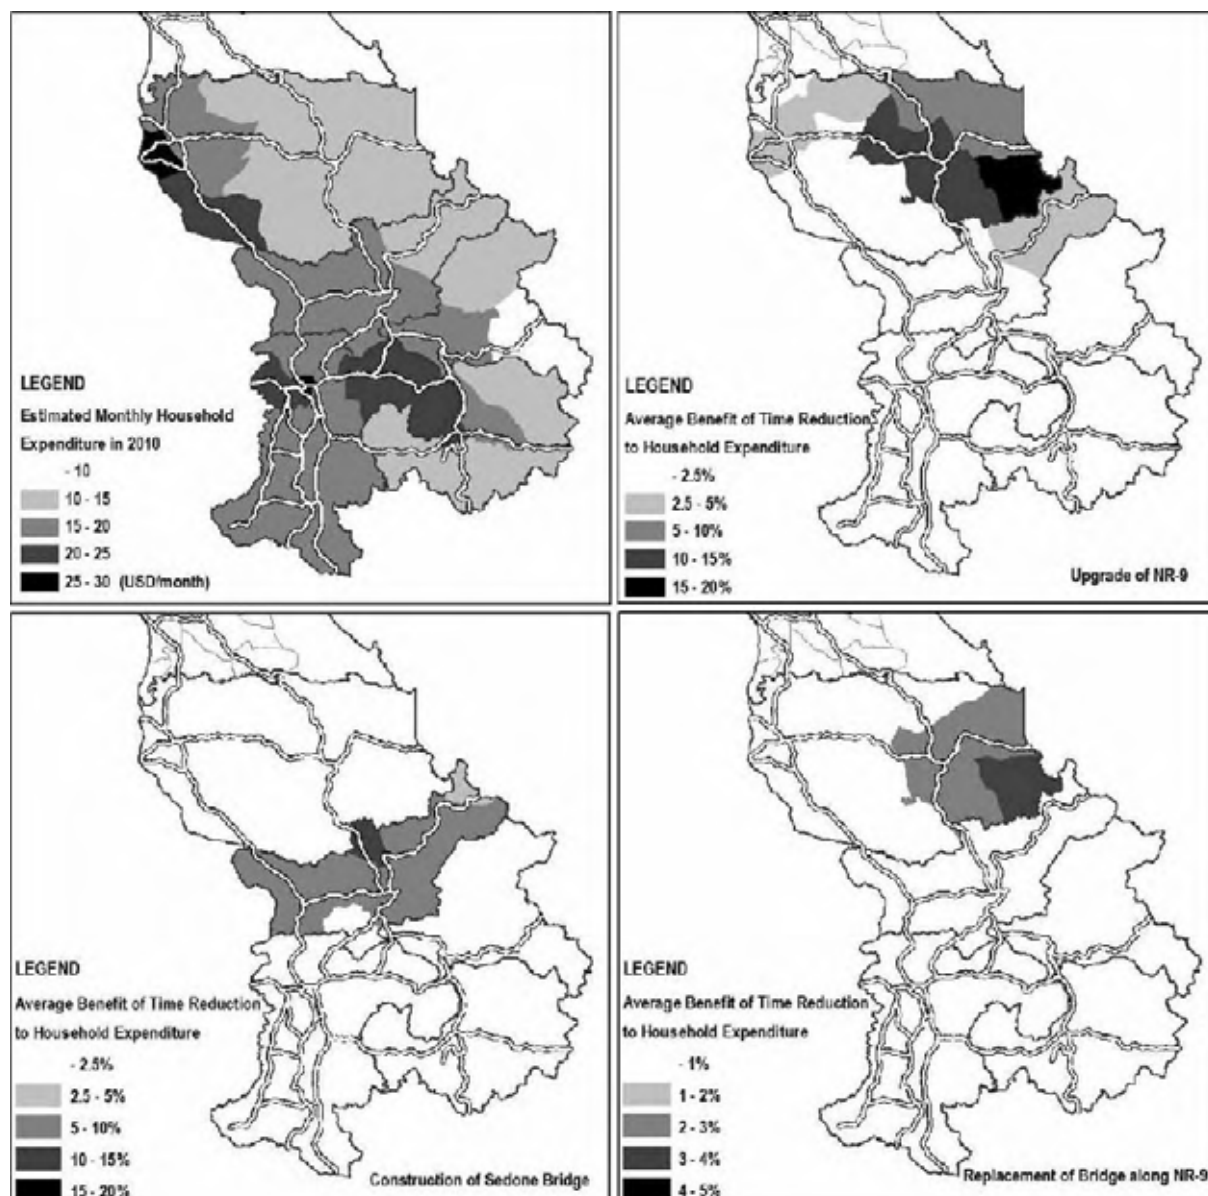 LEGEND
Estimated Monthly Household
Expenditure in 2010
- 10
10 - 15
15 - 20
20 - 25
25 - 30 (USD/month)
LEGEND
Average Benefit of Time Reduction
to Household Expenditure
- 2.5%
2.5 - 5%
5 - 10%
10 - 15%
15 - 20%
Upgrade of NR-9
LEGEND
Average Benefit of Time Reduction
to Household Expenditure
- 2.5%
2.5 - 5%
5 - 10%
10 - 15%
15 - 20%
Construction of Sedone Bridge
LEGEND
Average Benefit of Time Reduction
to Household Expenditure
- 1%
1 - 2%
2 - 3%
3 - 4%
4 - 5%
Replacement of Bridge along NR-9